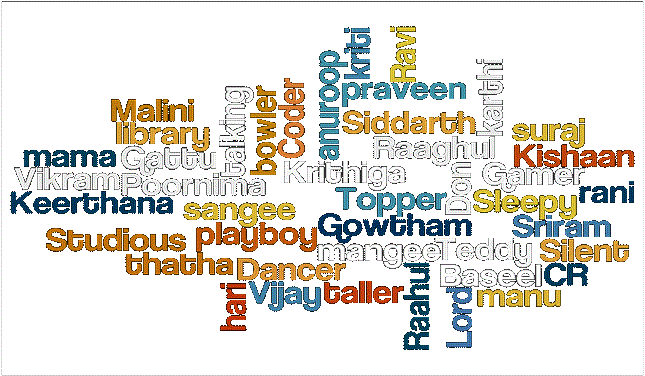 kriti
Ravi
anuroop
praveen
karthi
talking
bowler
Coder
Malini
library
Siddarth
suraj
mama
Gattu
Raaghul
Kishaan
Vikram
Poornima
Krithiga
Don
Gamer
Keerthana
sangee
Topper
Sleepy
rani
Studious
playboy
Gowtham
Sriram
thatha
Dancer
mangee
Teddy
Silent
hari
Vijay
taller
Raahul
Baseel
CR
Lord
manu